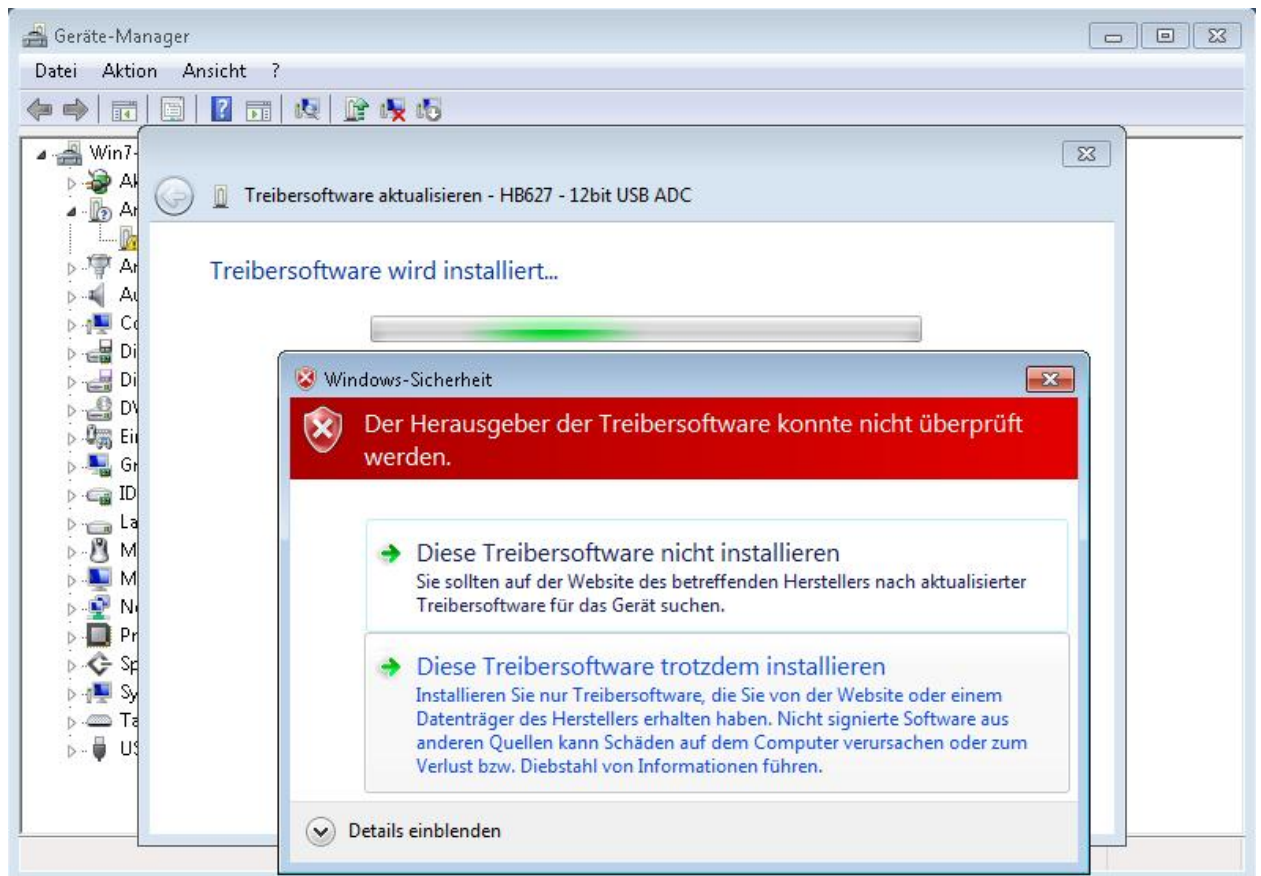 Geräte-Manager
Datei Aktion Ansicht ?
Win7-
Treibersoftware aktualisieren - HB627 - 12bit USB ADC
Treibersoftware wird installiert...
Windows-Sicherheit
Der Herausgeber der Treibersoftware konnte nicht überprüft
werden.
Diese Treibersoftware nicht installieren
Sie sollten auf der Website des betreffenden Herstellers nach aktualisierter
Treibersoftware für das Gerät suchen.
Diese Treibersoftware trotzdem installieren
Installieren Sie nur Treibersoftware, die Sie von der Website oder einem
Datenträger des Herstellers erhalten haben. Nicht signierte Software aus
anderen Quellen kann Schäden auf dem Computer verursachen oder zum
Verlust bzw. Diebstahl von Informationen führen.
Details einblenden